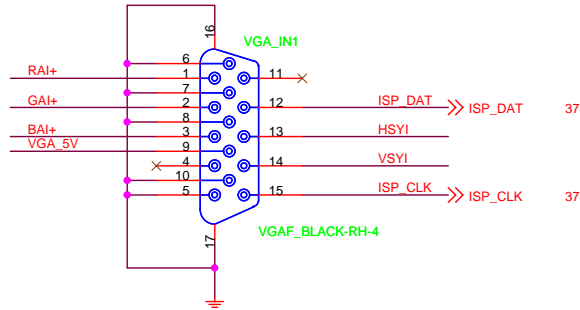 16
VGA_IN1
6
RAI+ 1 11
7
GAI+ 2 12 ISP_DAT ISP_DAT 37
8
BAI+ 3 13 HSYI
VGA_5V 9
4 14 VSYI
10
5 15 ISP_CLK ISP_CLK 37
17
VGAF_BLACK-RH-4